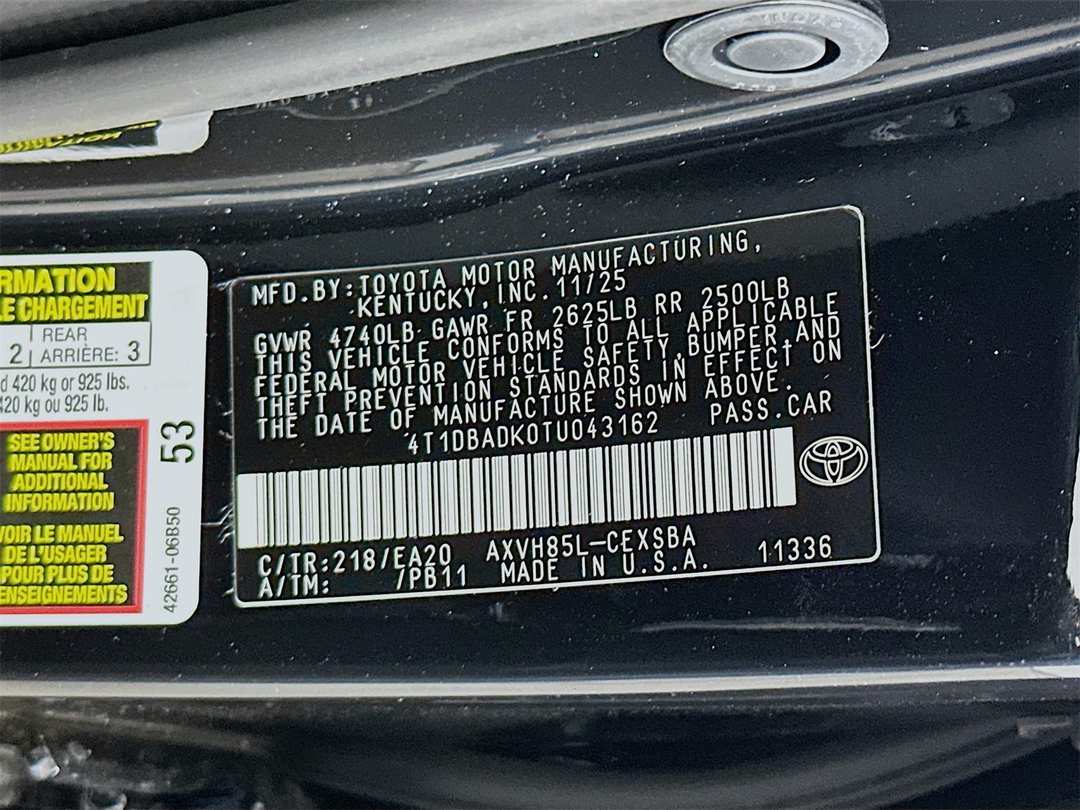 RMATION
LE CHARGEMENT
2 | REAR
ARRIÈRE: 3
d 420 kg or 925 lbs.
420 kg ou 925 lb.
SEE OWNER'S
MANUAL FOR
ADDITIONAL
INFORMATION
VOIR LE MANUEL
DE L'USAGER
POUR PLUS DE
ENSEIGNEMENTS
53
42661-06B50
MFD.BY:TOYOTA MOTOR MANUFACTURING,
KENTUCKY,INC.11/25
GVWR 4740LB GAWR FR 2625LB RR 2500LB
THIS VEHICLE CONFORMS TO ALL APPLICABLE
FEDERAL MOTOR VEHICLE SAFETY,BUMPER,AND
THEFT PREVENTION STANDARDS IN EFFECT ON
THE DATE OF MANUFACTURE SHOWN ABOVE.
4T1DBADK0TU043162 PASS.CAR
C/TR:218/EA20 AXVH85L-CEXSBA 11336
A/TM: /PB11 MADE IN U.S.A.